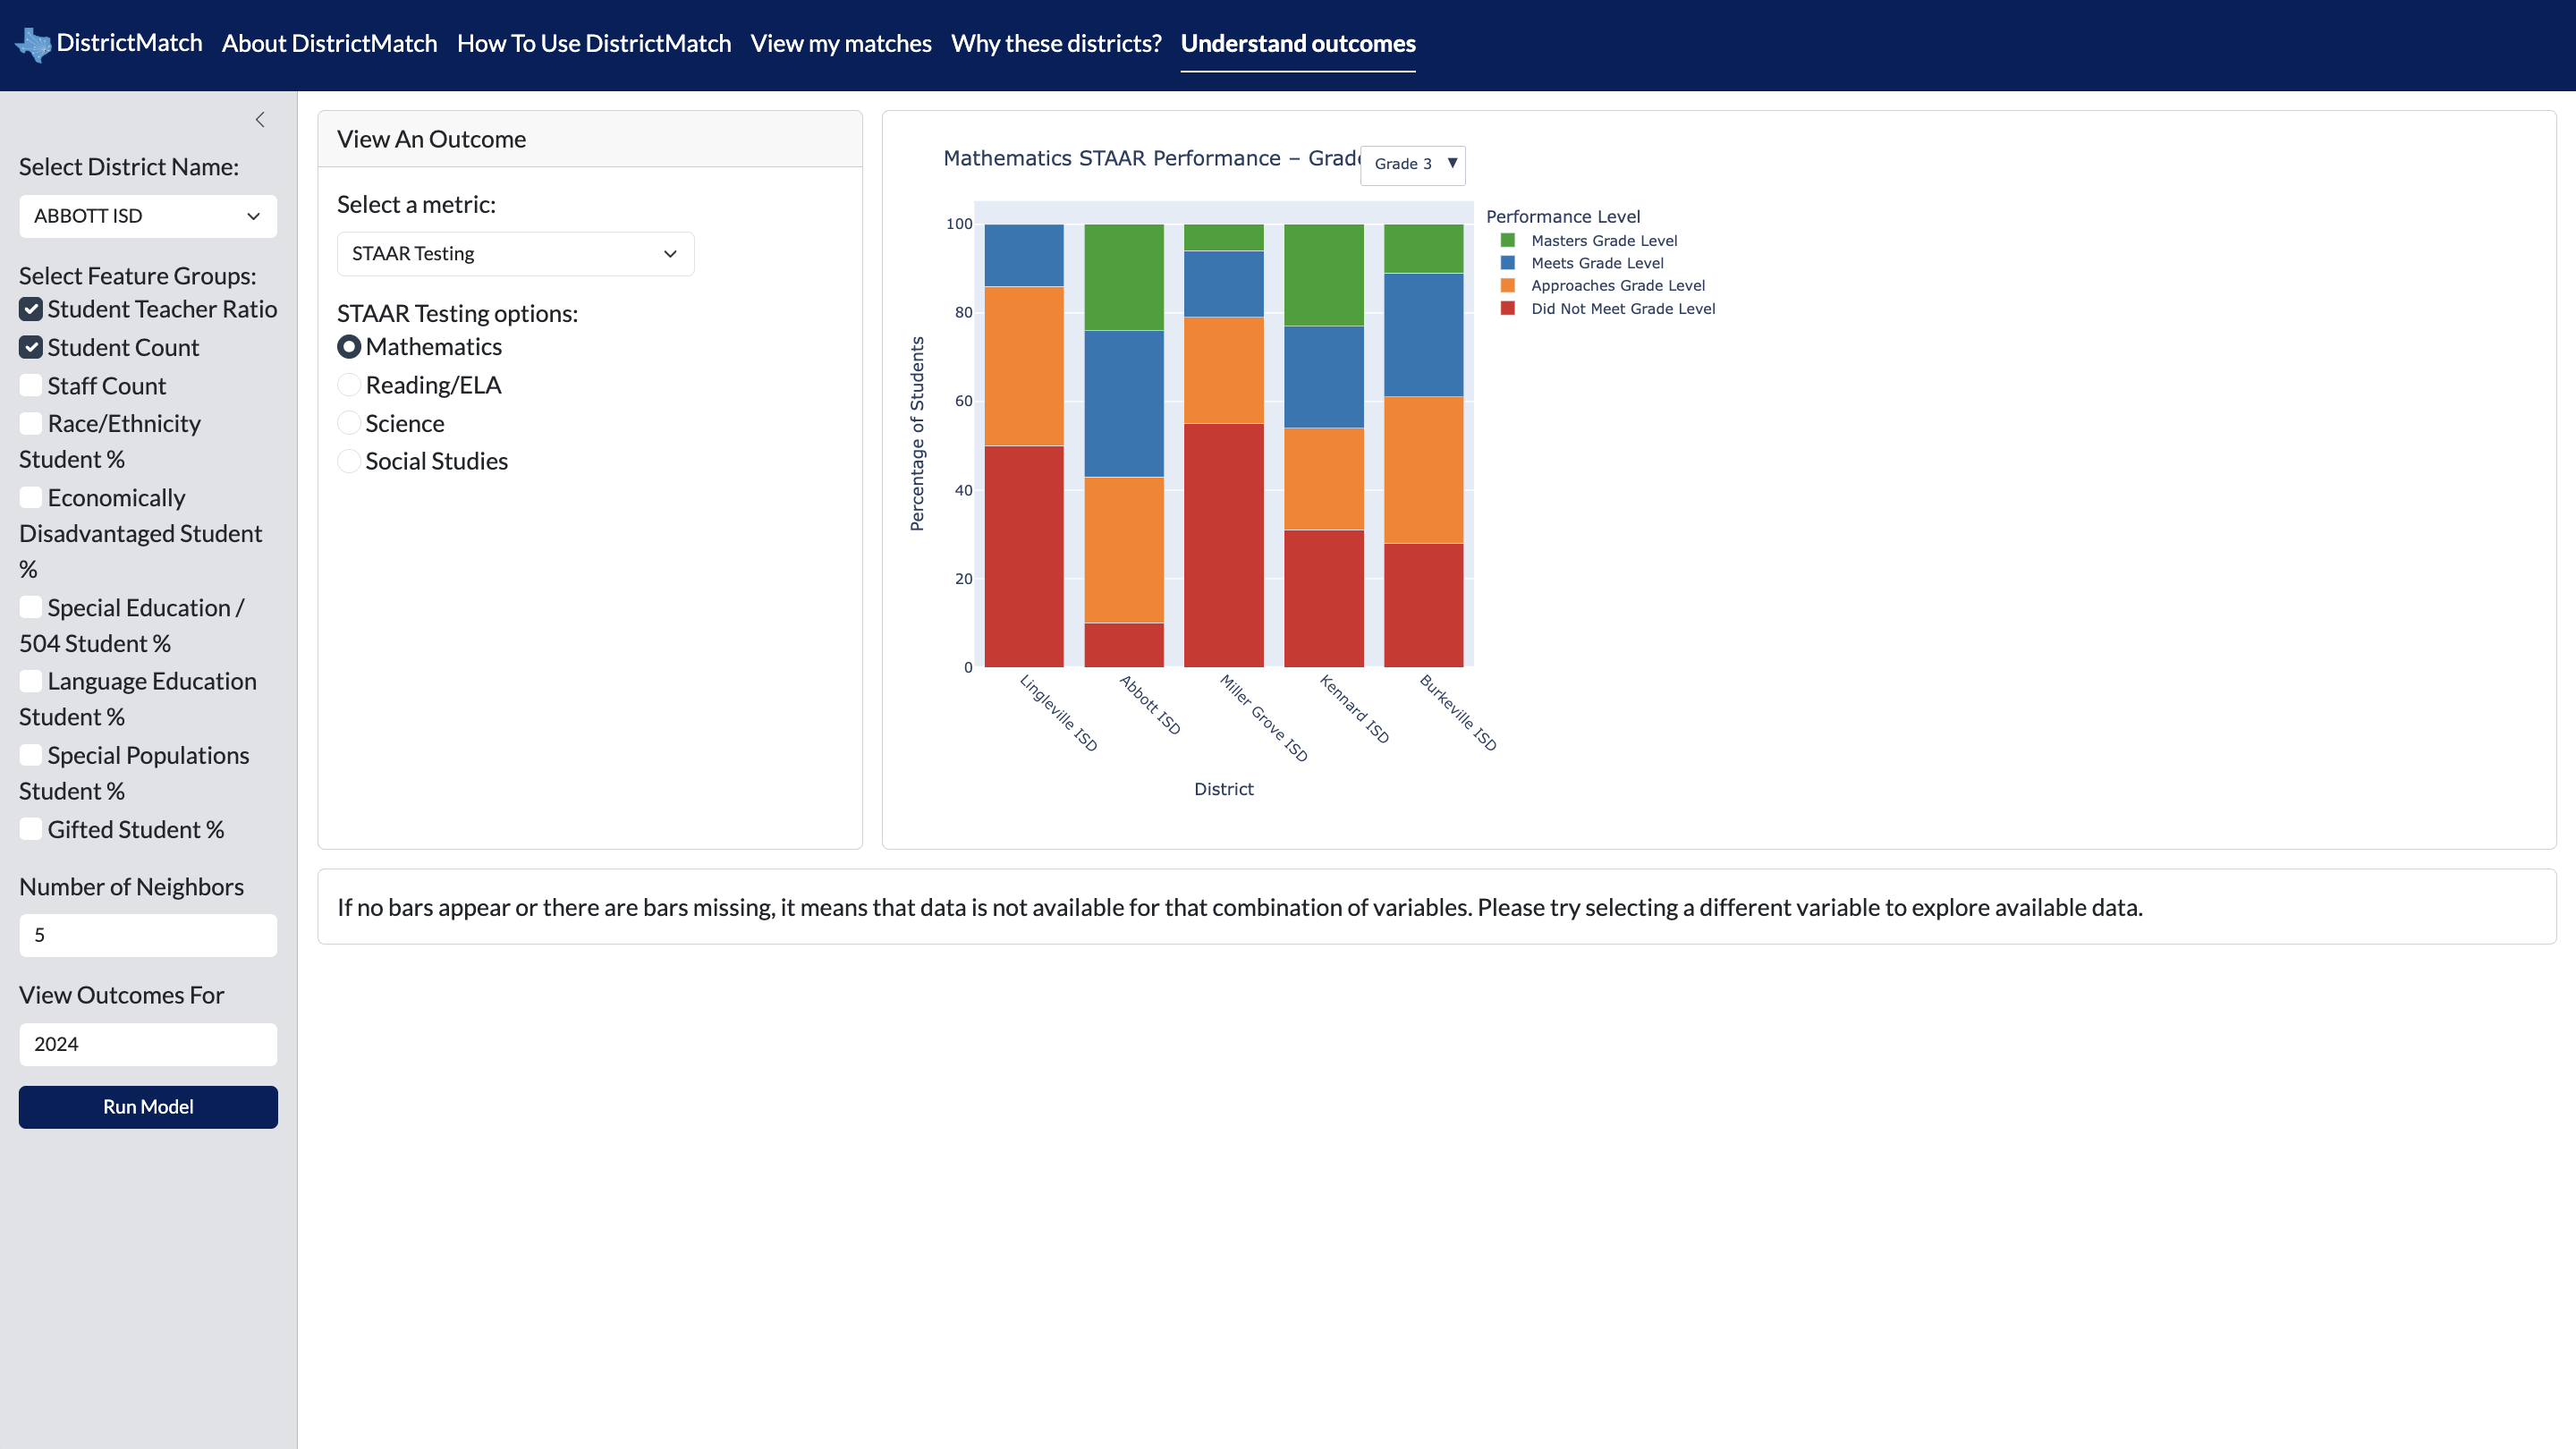 DistrictMatch About DistrictMatch How To Use DistrictMatch View my matches Why these districts? Understand outcomes
Select District Name:
ABBOTT ISD
Select Feature Groups:
Student Teacher Ratio
Student Count
Staff Count
Race/Ethnicity
Student %
Economically
Disadvantaged Student
%
Special Education /
504 Student %
Language Education
Student %
Special Populations
Student %
Gifted Student %
Number of Neighbors
5
View Outcomes For
2024
Run Model
View An Outcome
Select a metric:
STAAR Testing
STAAR Testing options:
Mathematics
Reading/ELA
Science
Social Studies
Mathematics STAAR Performance – Grade
Grade 3 ▼
Performance Level
Masters Grade Level
Meets Grade Level
Approaches Grade Level
Did Not Meet Grade Level
Percentage of Students
100
80
60
40
20
0
Lingleville ISD
Abbott ISD
Miller Grove ISD
Kennard ISD
Burkeville ISD
District
If no bars appear or there are bars missing, it means that data is not available for that combination of variables. Please try selecting a different variable to explore available data.